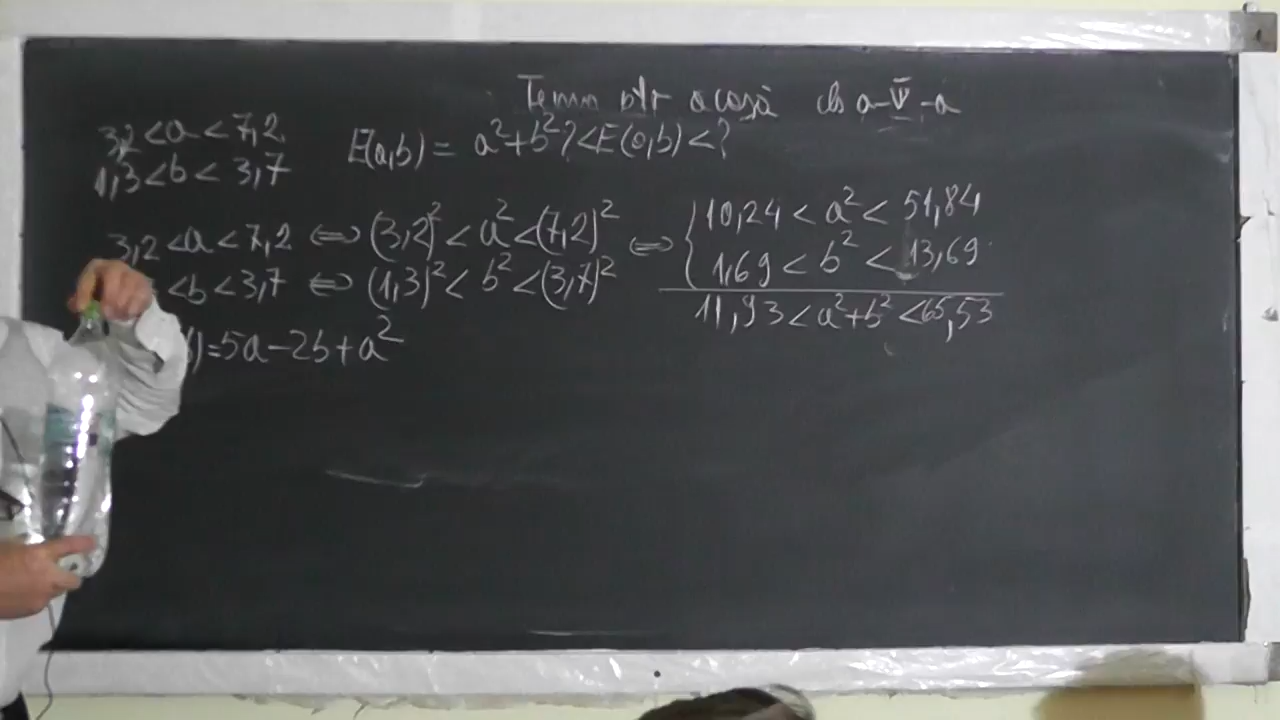 Tema ptr acasă cls a-V-a
3,2 < a < 7,2
1,3 < b < 3,7
E(a,b) = a²+b² ? < E(a,b) < ?
3,2 < a < 7,2 ⇔ (3,2)² < a² < (7,2)² ⇔ { 10,24 < a² < 51,84
< b < 3,7 ⇔ (1,3)² < b² < (3,7)² 1,69 < b² < 13,69
11,93 < a²+b² < 65,53
)=5a−2b+a²